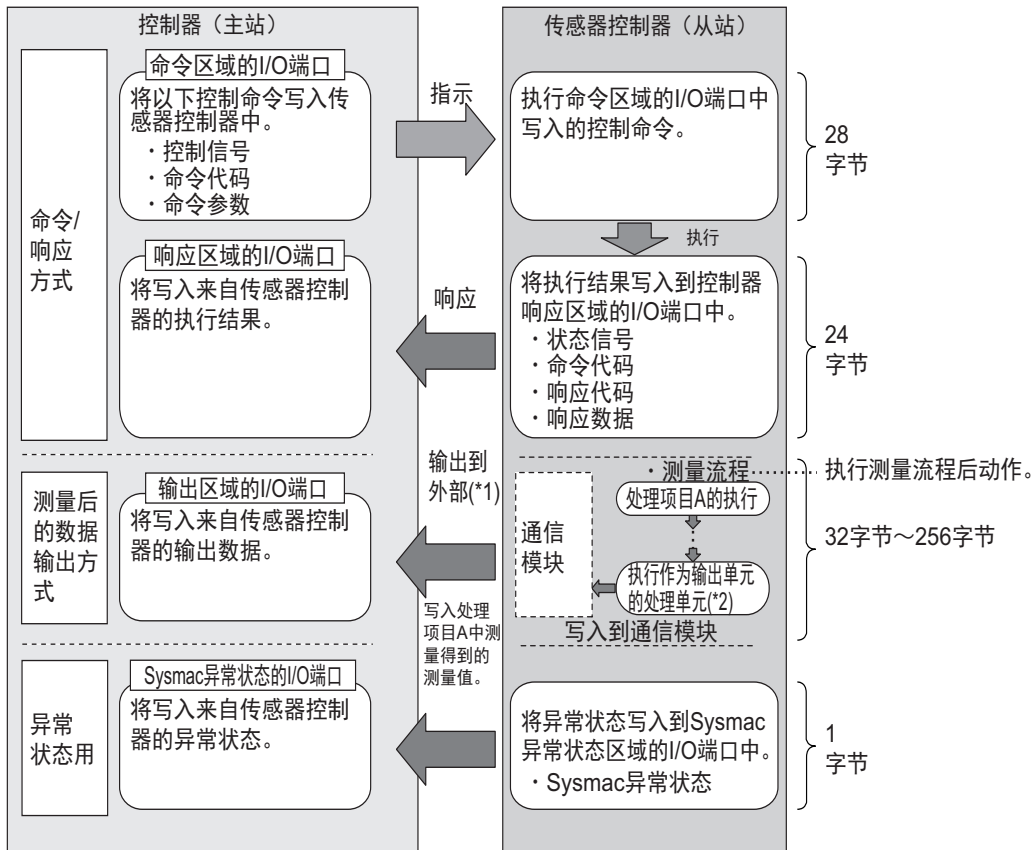 控制器（主站）
传感器控制器（从站）
命令/
响应
方式
命令区域的I/O端口
将以下控制命令写入传
感器控制器中。
・控制信号
・命令代码
・命令参数
指示
执行命令区域的I/O端口中
写入的控制命令。
28
字节
执行
响应区域的I/O端口
将写入来自传感器控制
器的执行结果。
响应
将执行结果写入到控制器
响应区域的I/O端口中。
・状态信号
・命令代码
・响应代码
・响应数据
24
字节
测量后
的数据
输出方
式
输出区域的I/O端口
将写入来自传感器控制
器的输出数据。
输出到
外部(*1)
写入处理
项目A中测
量得到的
测量值。
通信
模块
・测量流程
处理项目A的执行
执行作为输出单元
的处理单元(*2)
写入到通信模块
执行测量流程后动作。
32字节～256字节
异常
状态用
Sysmac异常状态的I/O端口
将写入来自传感器控制
器的异常状态。
将异常状态写入到Sysmac
异常状态区域的I/O端口中。
・Sysmac异常状态
1
字节